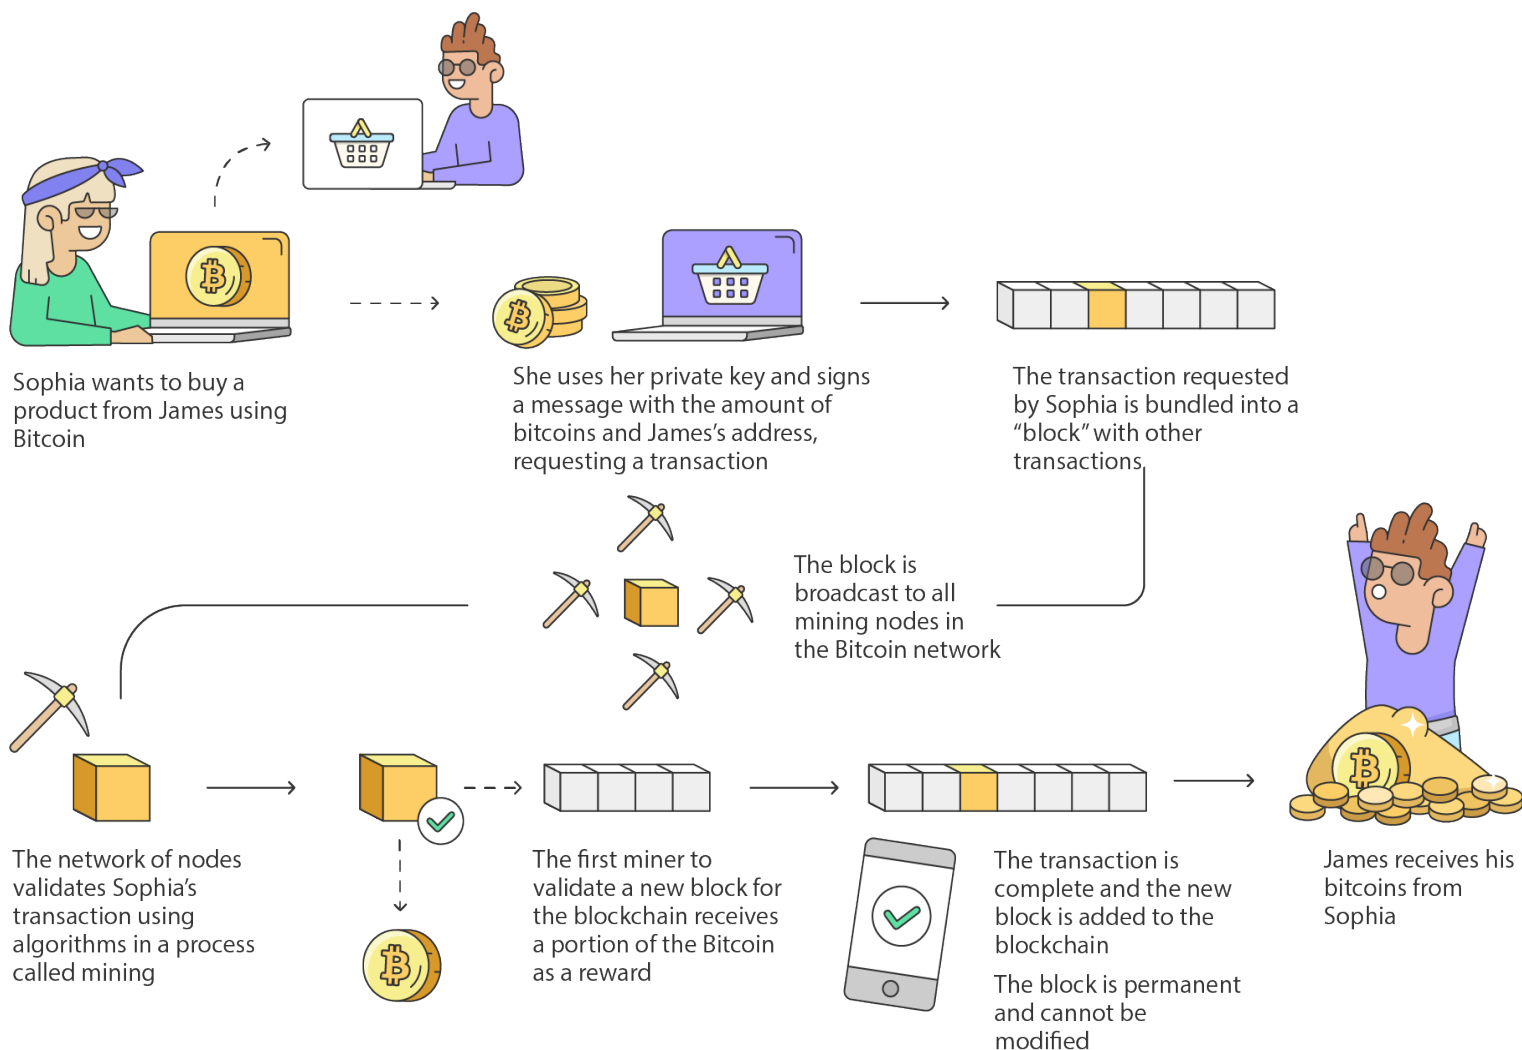 Sophia wants to buy a
product from James using
Bitcoin
She uses her private key and signs
a message with the amount of
bitcoins and James’s address,
requesting a transaction
The transaction requested
by Sophia is bundled into a
“block” with other
transactions
The block is
broadcast to all
mining nodes in
the Bitcoin network
The network of nodes
validates Sophia’s
transaction using
algorithms in a process
called mining
The first miner to
validate a new block for
the blockchain receives
a portion of the Bitcoin
as a reward
The transaction is
complete and the new
block is added to the
blockchain
The block is permanent
and cannot be
modified
James receives his
bitcoins from
Sophia